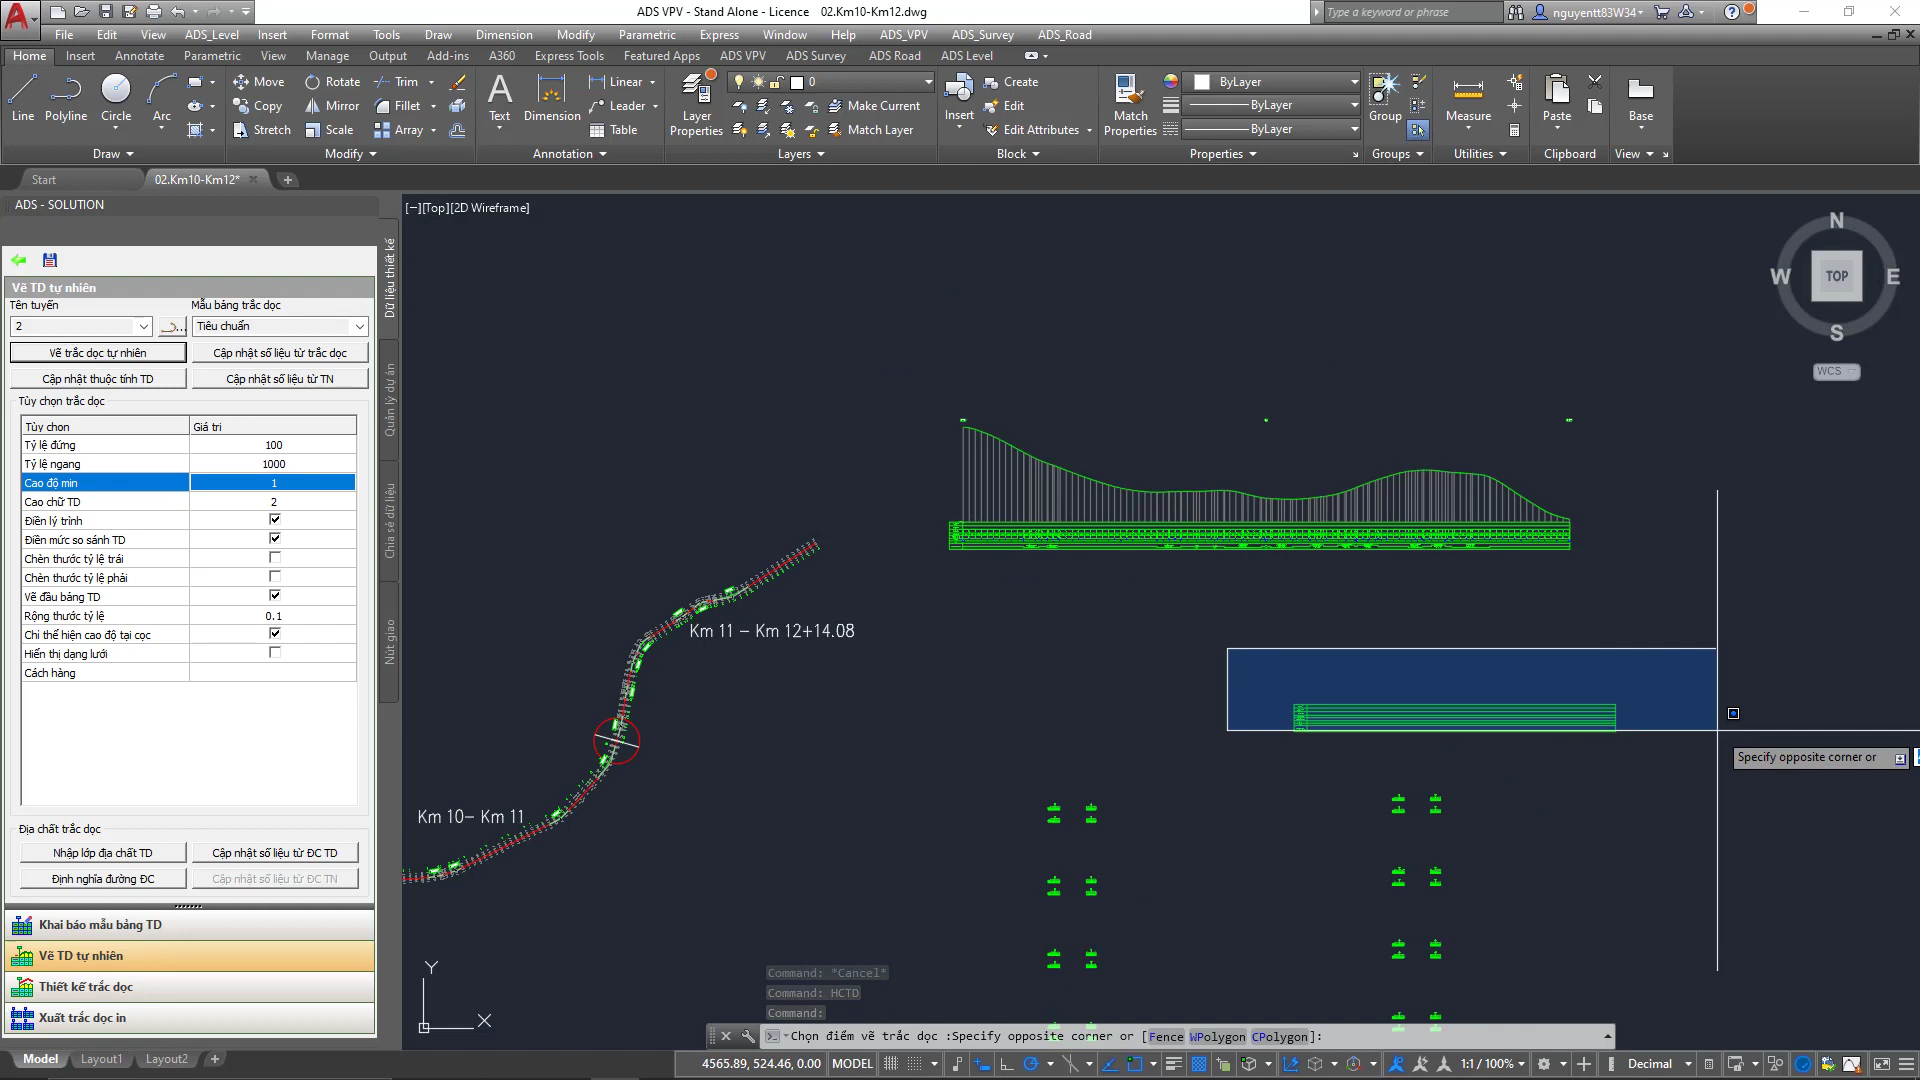 ADS VPV - Stand Alone - Licence 02.Km10-Km12.dwg
Type a keyword or phrase
nguyentt83W34
File Edit View ADS_Level Insert Format Tools Draw Dimension Modify Parametric Express Window Help ADS_VPV ADS_Survey ADS_Road
Home Insert Annotate Parametric View Manage Output Add-ins A360 Express Tools Featured Apps ADS VPV ADS Survey ADS Road ADS Level
Line Polyline Circle Arc
Move Rotate Trim
Copy Mirror Fillet
Stretch Scale Array
Text Dimension
Linear
Leader
Table
Layer Properties
0
Make Current
Match Layer
Insert
Create
Edit
Edit Attributes
Match Properties
ByLayer
ByLayer
ByLayer
Group Measure Paste Base
Draw Modify Annotation Layers Block Properties Groups Utilities Clipboard View
Start 02.Km10-Km12*
ADS - SOLUTION
[−][Top][2D Wireframe]
Vẽ TD tự nhiên
Tên tuyến Mẫu bảng trắc dọc
2 ... Tiêu chuẩn
Vẽ trắc dọc tự nhiên Cập nhật số liệu từ trắc dọc
Cập nhật thuộc tính TD Cập nhật số liệu từ TN
Tùy chọn trắc dọc
Tùy chọn Giá trị
Tỷ lệ đứng 100
Tỷ lệ ngang 1000
Cao độ min 1
Cao chữ TD 2
Điền lý trình
Điền mức so sánh TD
Chèn thước tỷ lệ trái
Chèn thước tỷ lệ phải
Vẽ đầu bảng TD
Rộng thước tỷ lệ 0.1
Chỉ thể hiện cao độ tại cọc
Hiển thị dạng lưới
Cách hàng
Địa chất trắc dọc
Nhập lớp địa chất TD Cập nhật số liệu từ ĐC TD
Định nghĩa đường ĐC Cập nhật số liệu từ ĐC TN
Khai báo mẫu bảng TD
Vẽ TD tự nhiên
Thiết kế trắc dọc
Xuất trắc dọc in
Dữ liệu thiết kế
Quản lý dự án
Chia sẻ dữ liệu
Nút giao
N
W TOP E
S
WCS
Km 11 – Km 12+14.08
Km 10– Km 11
Specify opposite corner or
Y
X
Command: *Cancel*
Command: HCTD
Command:
Chọn điểm vẽ trắc dọc :Specify opposite corner or [Fence WPolygon CPolygon]:
Model Layout1 Layout2
4565.89, 524.46, 0.00 MODEL 1:1 / 100% Decimal